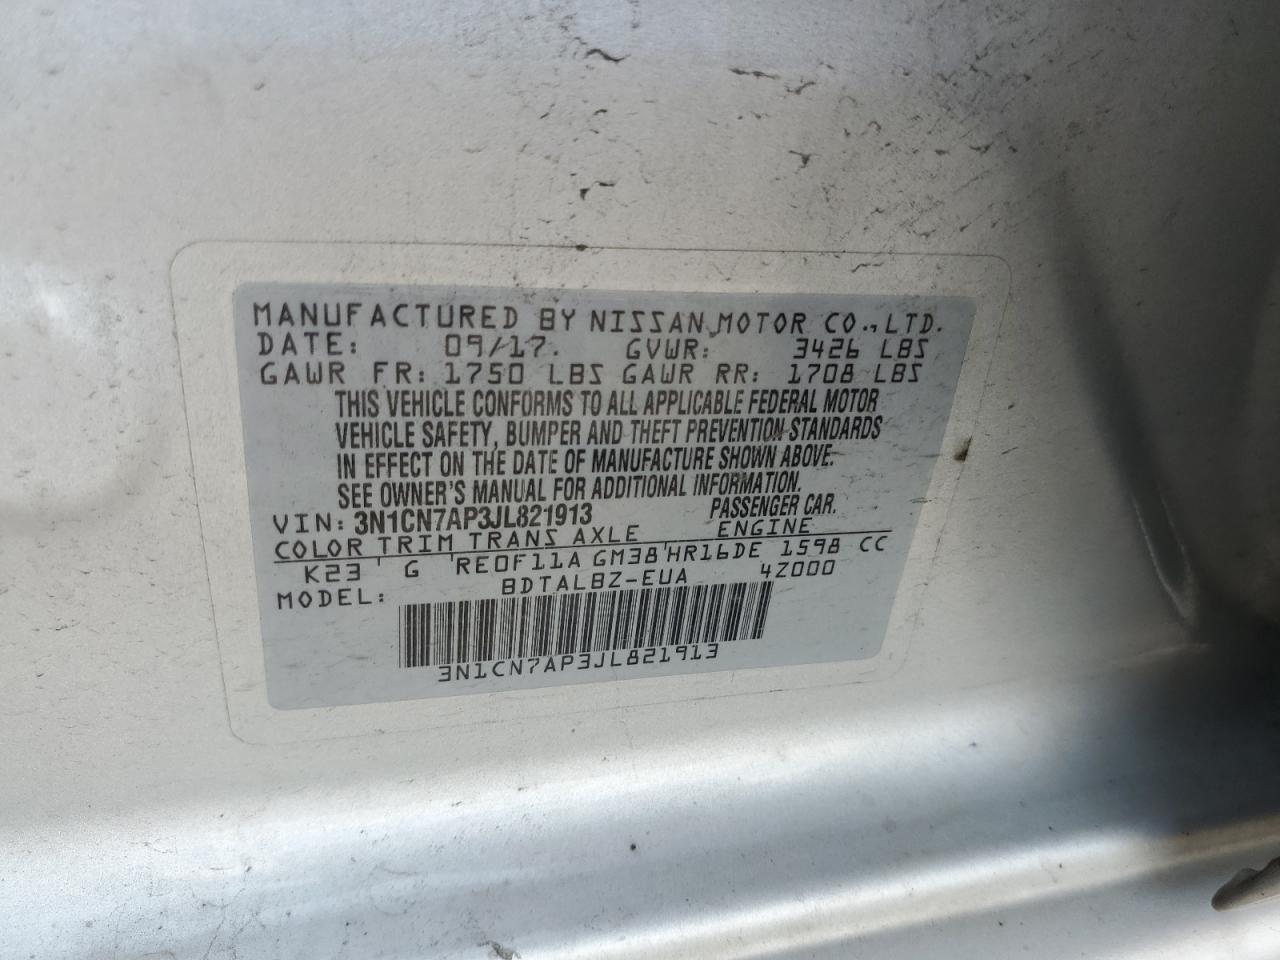 MANUFACTURED BY NISSAN MOTOR CO., LTD.
DATE: 09/17. GVWR: 3426 LBS
GAWR FR: 1750 LBS GAWR RR: 1708 LBS
THIS VEHICLE CONFORMS TO ALL APPLICABLE FEDERAL MOTOR
VEHICLE SAFETY, BUMPER AND THEFT PREVENTION STANDARDS
IN EFFECT ON THE DATE OF MANUFACTURE SHOWN ABOVE.
SEE OWNER'S MANUAL FOR ADDITIONAL INFORMATION.
VIN: 3N1CN7AP3JL821913 PASSENGER CAR.
COLOR TRIM TRANS AXLE ENGINE
K23 G RE0F11A GM38 HR16DE 1598 CC
MODEL: BDTALBZ-EUA 4Z000
3N1CN7AP3JL821913